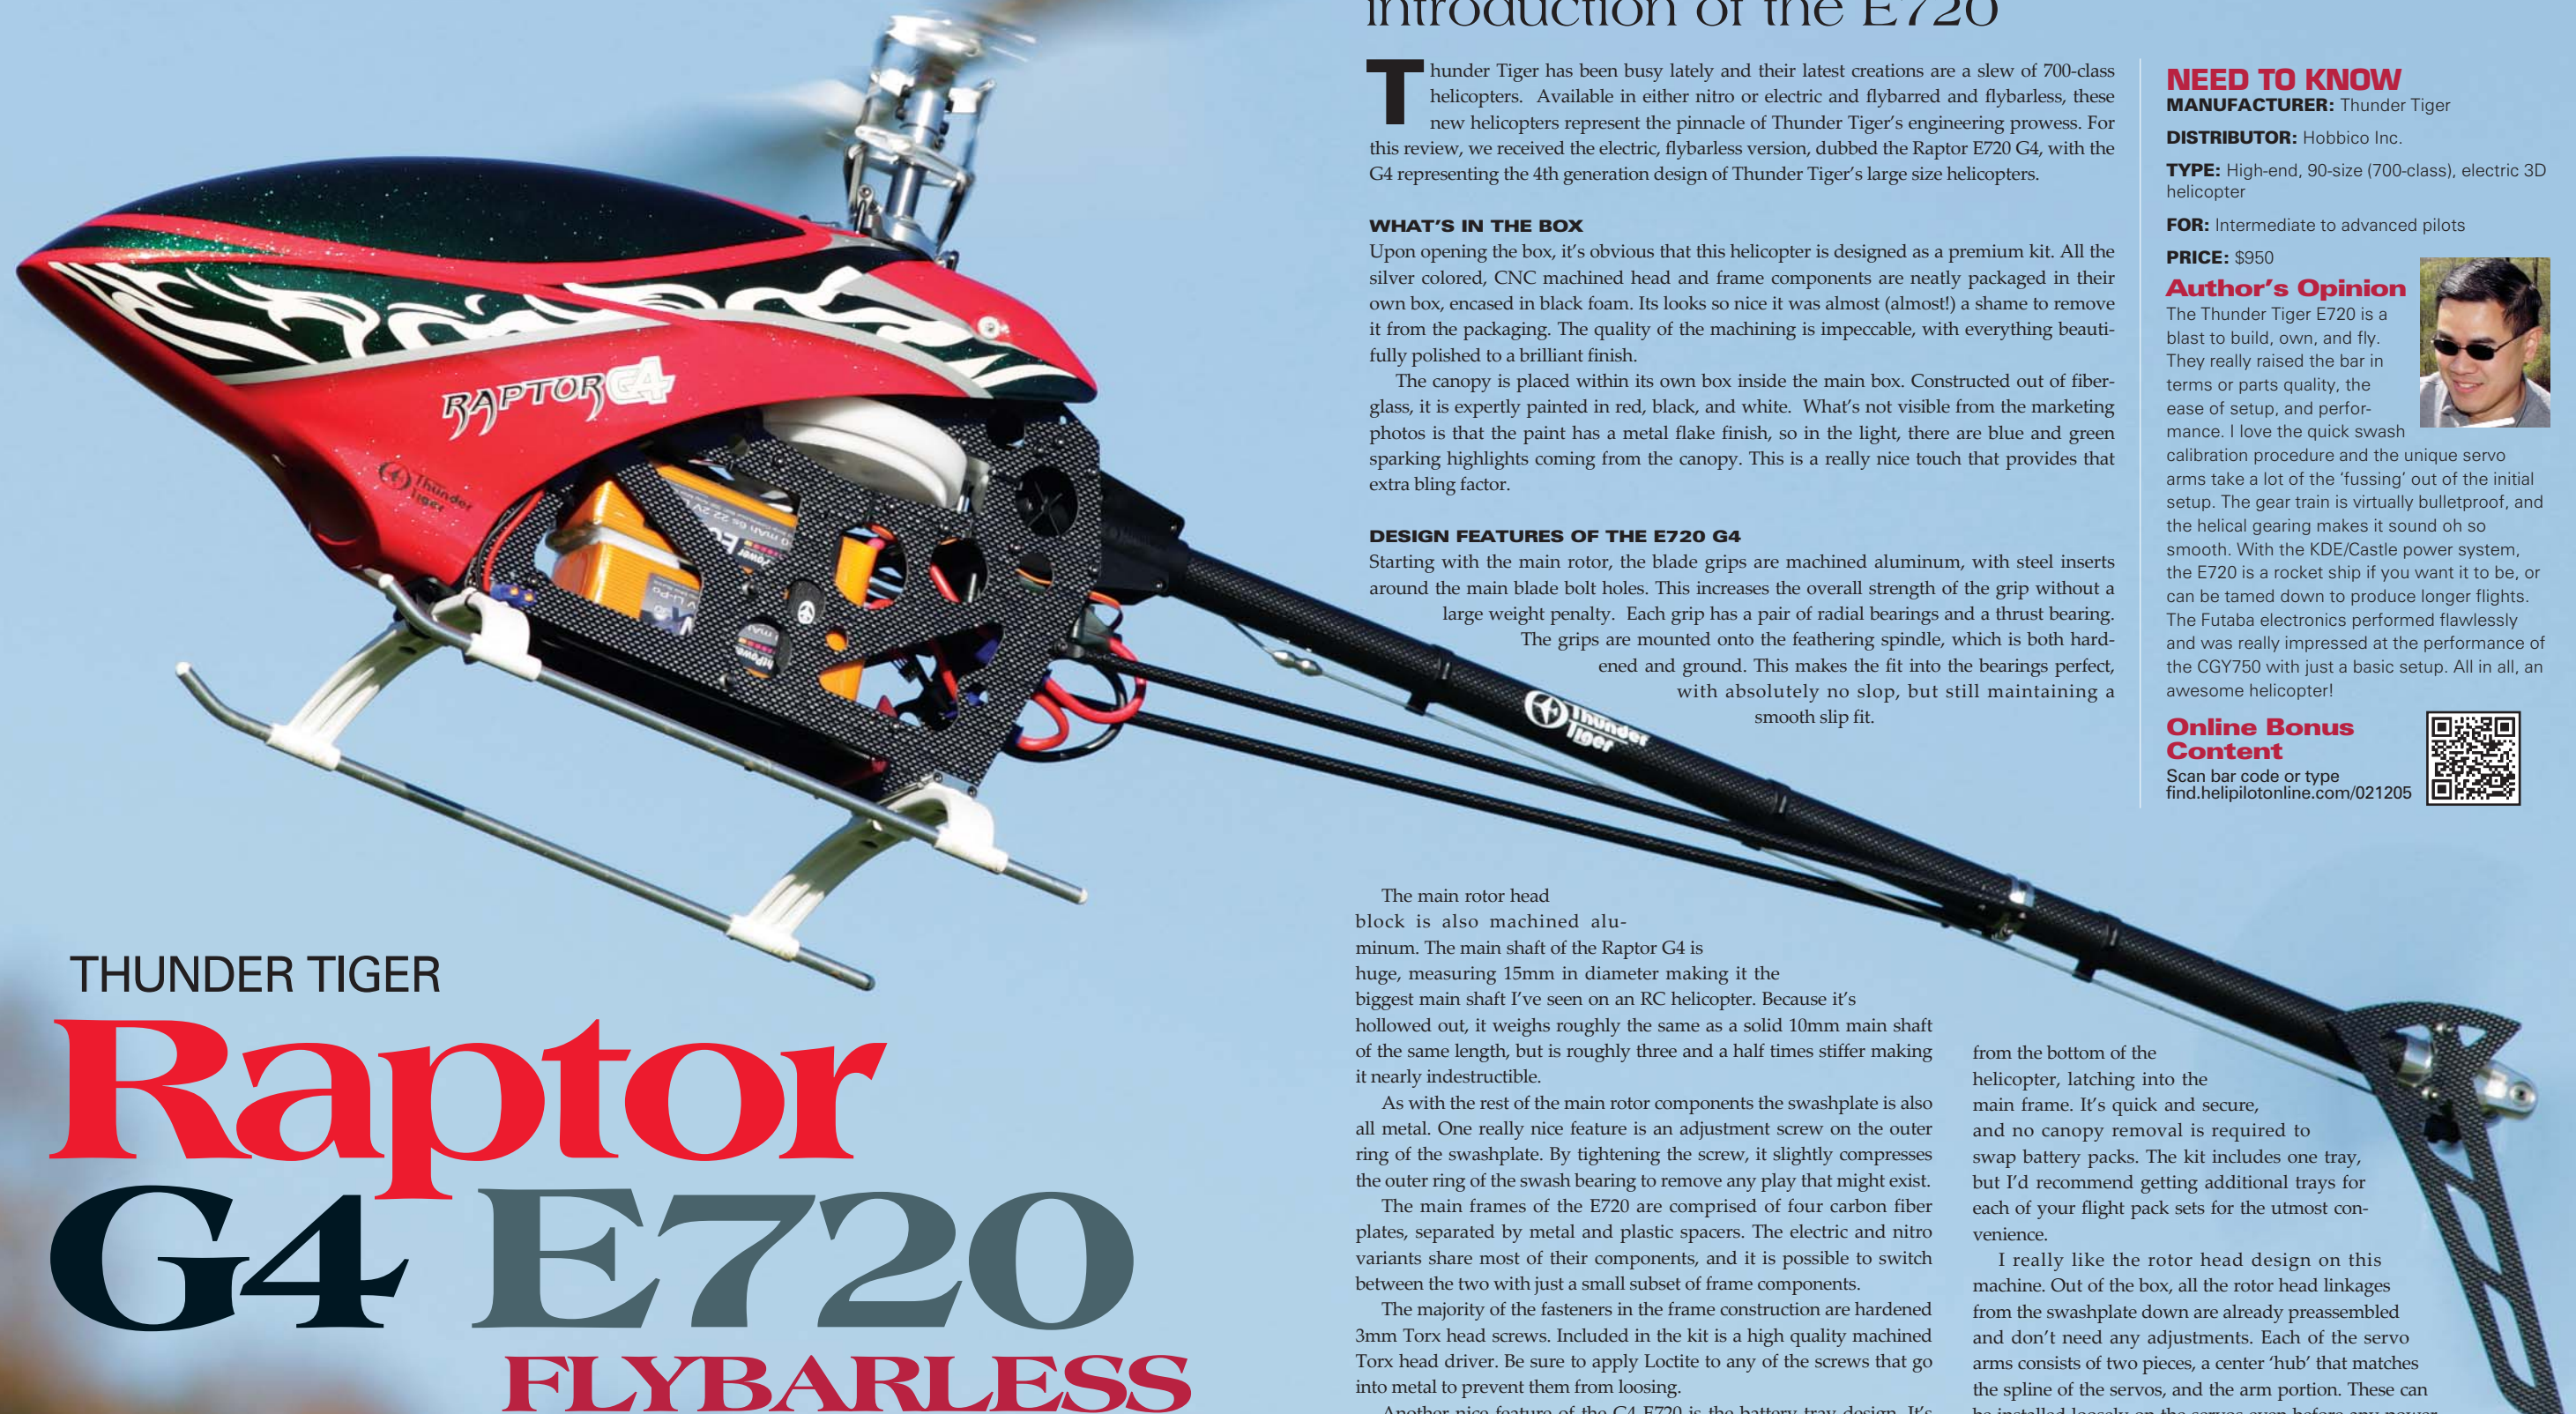 introduction of the E720
Thunder Tiger has been busy lately and their latest creations are a slew of 700-class
helicopters. Available in either nitro or electric and flybarred and flybarless, these
new helicopters represent the pinnacle of Thunder Tiger's engineering prowess. For
this review, we received the electric, flybarless version, dubbed the Raptor E720 G4, with the
G4 representing the 4th generation design of Thunder Tiger's large size helicopters.
WHAT'S IN THE BOX
Upon opening the box, it's obvious that this helicopter is designed as a premium kit. All the
silver colored, CNC machined head and frame components are neatly packaged in their
own box, encased in black foam. Its looks so nice it was almost (almost!) a shame to remove
it from the packaging. The quality of the machining is impeccable, with everything beauti-
fully polished to a brilliant finish.
The canopy is placed within its own box inside the main box. Constructed out of fiber-
glass, it is expertly painted in red, black, and white. What's not visible from the marketing
photos is that the paint has a metal flake finish, so in the light, there are blue and green
sparking highlights coming from the canopy. This is a really nice touch that provides that
extra bling factor.
DESIGN FEATURES OF THE E720 G4
Starting with the main rotor, the blade grips are machined aluminum, with steel inserts
around the main blade bolt holes. This increases the overall strength of the grip without a
large weight penalty. Each grip has a pair of radial bearings and a thrust bearing.
The grips are mounted onto the feathering spindle, which is both hard-
ened and ground. This makes the fit into the bearings perfect,
with absolutely no slop, but still maintaining a
smooth slip fit.
The main rotor head
block is also machined alu-
minum. The main shaft of the Raptor G4 is
huge, measuring 15mm in diameter making it the
biggest main shaft I've seen on an RC helicopter. Because it's
hollowed out, it weighs roughly the same as a solid 10mm main shaft
of the same length, but is roughly three and a half times stiffer making
it nearly indestructible.
As with the rest of the main rotor components the swashplate is also
all metal. One really nice feature is an adjustment screw on the outer
ring of the swashplate. By tightening the screw, it slightly compresses
the outer ring of the swash bearing to remove any play that might exist.
The main frames of the E720 are comprised of four carbon fiber
plates, separated by metal and plastic spacers. The electric and nitro
variants share most of their components, and it is possible to switch
between the two with just a small subset of frame components.
The majority of the fasteners in the frame construction are hardened
3mm Torx head screws. Included in the kit is a high quality machined
Torx head driver. Be sure to apply Loctite to any of the screws that go
into metal to prevent them from loosing.
Another nice feature of the G4 E720 is the battery tray design. It's
from the bottom of the
helicopter, latching into the
main frame. It's quick and secure,
and no canopy removal is required to
swap battery packs. The kit includes one tray,
but I'd recommend getting additional trays for
each of your flight pack sets for the utmost con-
venience.
I really like the rotor head design on this
machine. Out of the box, all the rotor head linkages
from the swashplate down are already preassembled
and don't need any adjustments. Each of the servo
arms consists of two pieces, a center 'hub' that matches
the spline of the servos, and the arm portion. These can
be installed loosely on the servos even before any power
NEED TO KNOW
MANUFACTURER: Thunder Tiger
DISTRIBUTOR: Hobbico Inc.
TYPE: High-end, 90-size (700-class), electric 3D
helicopter
FOR: Intermediate to advanced pilots
PRICE: $950
Author's Opinion
The Thunder Tiger E720 is a
blast to build, own, and fly.
They really raised the bar in
terms or parts quality, the
ease of setup, and perfor-
mance. I love the quick swash
calibration procedure and the unique servo
arms take a lot of the 'fussing' out of the initial
setup. The gear train is virtually bulletproof, and
the helical gearing makes it sound oh so
smooth. With the KDE/Castle power system,
the E720 is a rocket ship if you want it to be, or
can be tamed down to produce longer flights.
The Futaba electronics performed flawlessly
and was really impressed at the performance of
the CGY750 with just a basic setup. All in all, an
awesome helicopter!
Online Bonus
Content
Scan bar code or type
find.helipilotonline.com/021205
RAPTOR G4
Thunder
Tiger
Thunder
Tiger
THUNDER TIGER
Raptor
G4 E720
FLYBARLESS